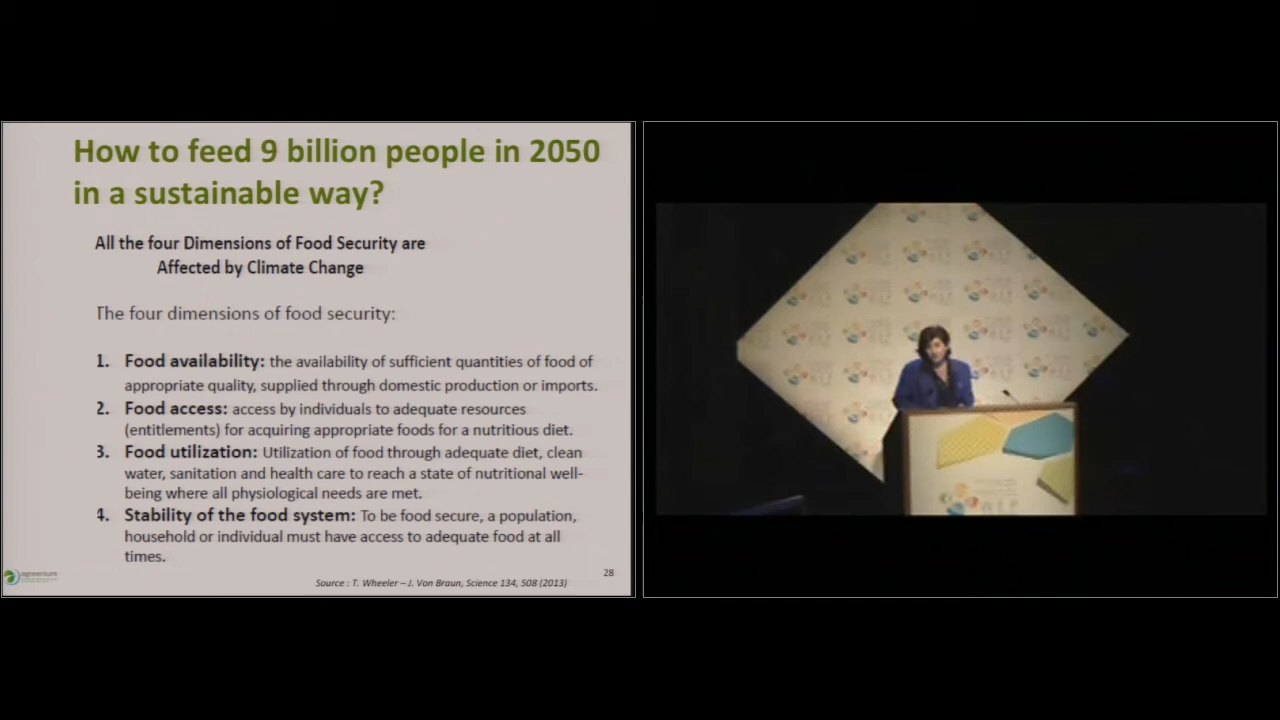 How to feed 9 billion people in 2050
in a sustainable way?
All the four Dimensions of Food Security are
Affected by Climate Change
The four dimensions of food security:
1. Food availability: the availability of sufficient quantities of food of
appropriate quality, supplied through domestic production or imports.
2. Food access: access by individuals to adequate resources
(entitlements) for acquiring appropriate foods for a nutritious diet.
3. Food utilization: Utilization of food through adequate diet, clean
water, sanitation and health care to reach a state of nutritional well-
being where all physiological needs are met.
4. Stability of the food system: To be food secure, a population,
household or individual must have access to adequate food at all
times.
agreenium
28
Source : T. Wheeler – J. Von Braun, Science 134, 508 (2013)